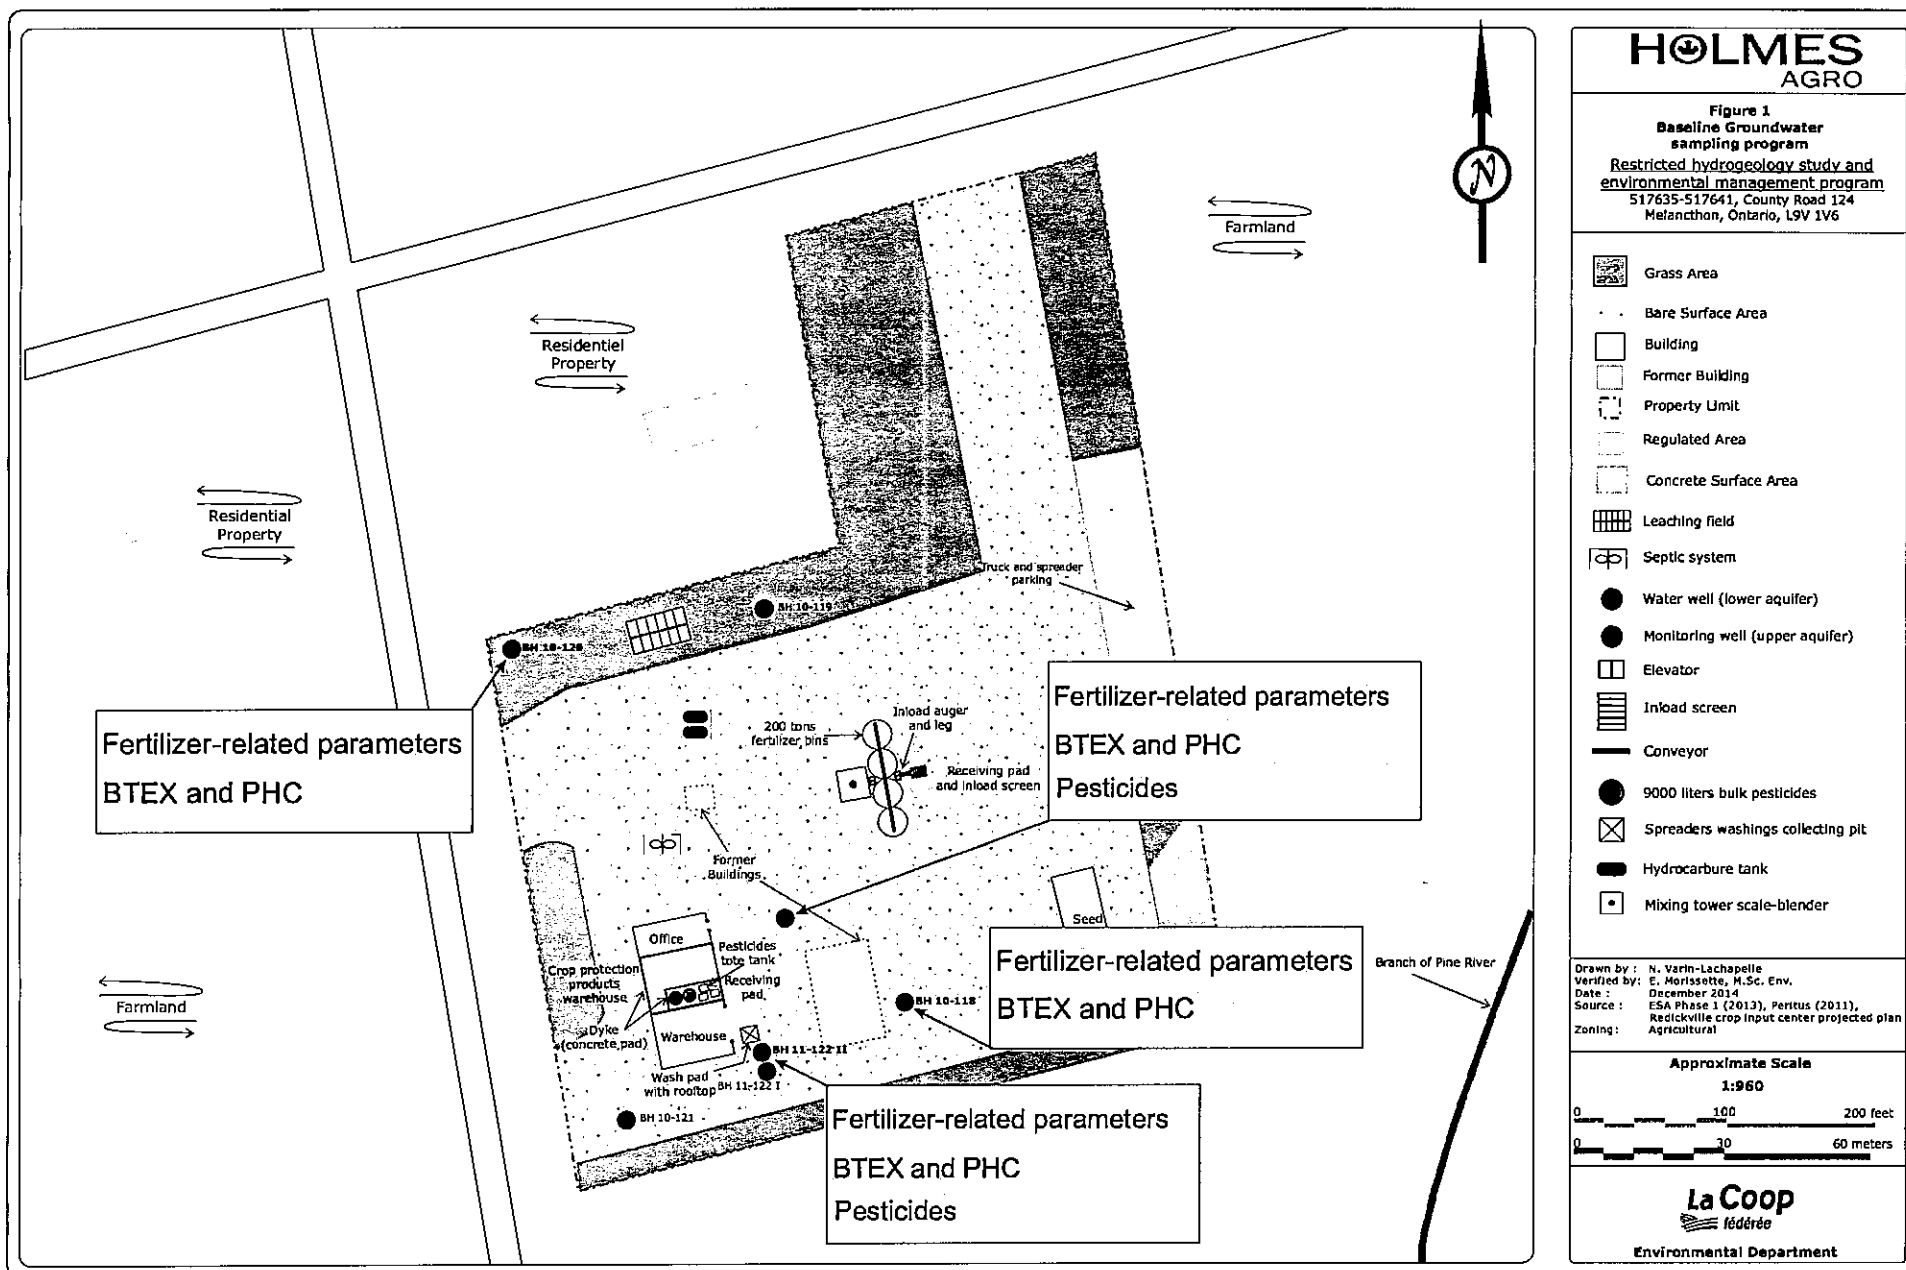 HOLMES
AGRO
Figure 1
Baseline Groundwater
sampling program
Restricted hydrogeology study and
environmental management program
517635-517641, County Road 124
Melancthon, Ontario, L9V 1V6
Grass Area
Bare Surface Area
Building
Former Building
Property Limit
Regulated Area
Concrete Surface Area
Leaching field
Septic system
Water well (lower aquifer)
Monitoring well (upper aquifer)
Elevator
Inload screen
Conveyor
9000 liters bulk pesticides
Spreaders washings collecting pit
Hydrocarbure tank
Mixing tower scale-blender
Drawn by : N. Varin-Lachapelle
Verified by: E. Morissette, M.Sc. Env.
Date : December 2014
Source : ESA Phase 1 (2013), Peritus (2011),
Redickville crop input center projected plan
Zoning: Agricultural
Approximate Scale
1:960
0 100 200 feet
0 30 60 meters
La Coop
fédérée
Environmental Department
N
Farmland
Residentiel
Property
Residential
Property
Farmland
Truck and spreader
parking
BH 10-119
BH 10-120
Fertilizer-related parameters
BTEX and PHC
200 tons
fertilizer bins
Inload auger
and leg
Receiving pad
and inload screen
Fertilizer-related parameters
BTEX and PHC
Pesticides
Former
Buildings
Seed
Office
Pesticides
tote tank
Crop protection
products
warehouse
Receiving
pad
Dyke
(concrete pad)
Warehouse
Wash pad
with rooftop
BH 11-122 II
BH 11-122 I
BH 10-121
BH 10-118
Fertilizer-related parameters
BTEX and PHC
Fertilizer-related parameters
BTEX and PHC
Pesticides
Branch of Pine River